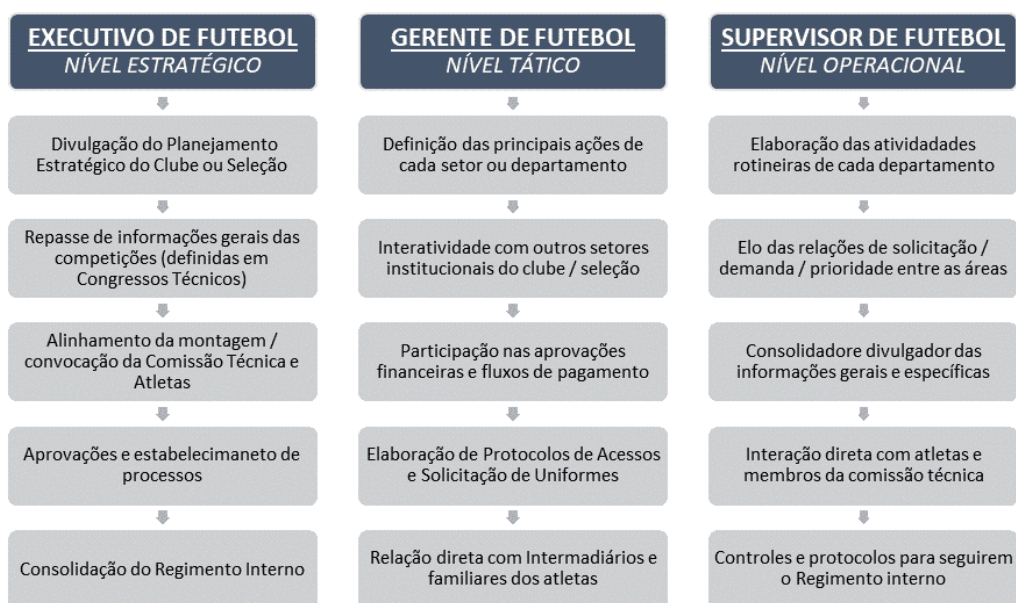 EXECUTIVO DE FUTEBOL
NÍVEL ESTRATÉGICO
Divulgação do Planejamento
Estratégico do Clube ou Seleção
Repasse de informações gerais das
competições (definidas em
Congressos Técnicos)
Alinhamento da montagem /
convocação da Comissão Técnica e
Atletas
Aprovações e estabelecimaneto de
processos
Consolidação do Regimento Interno
GERENTE DE FUTEBOL
NÍVEL TÁTICO
Definição das principais ações de
cada setor ou departamento
Interatividade com outros setores
institucionais do clube / seleção
Participação nas aprovações
financeiras e fluxos de pagamento
Elaboração de Protocolos de Acessos
e Solicitação de Uniformes
Relação direta com Intermadiários e
familiares dos atletas
SUPERVISOR DE FUTEBOL
NÍVEL OPERACIONAL
Elaboração das atividadades
rotineiras de cada departamento
Elo das relações de solicitação /
demanda / prioridade entre as áreas
Consolidadore divulgador das
informações gerais e específicas
Interação direta com atletas e
membros da comissão técnica
Controles e protocolos para seguirem
o Regimento interno